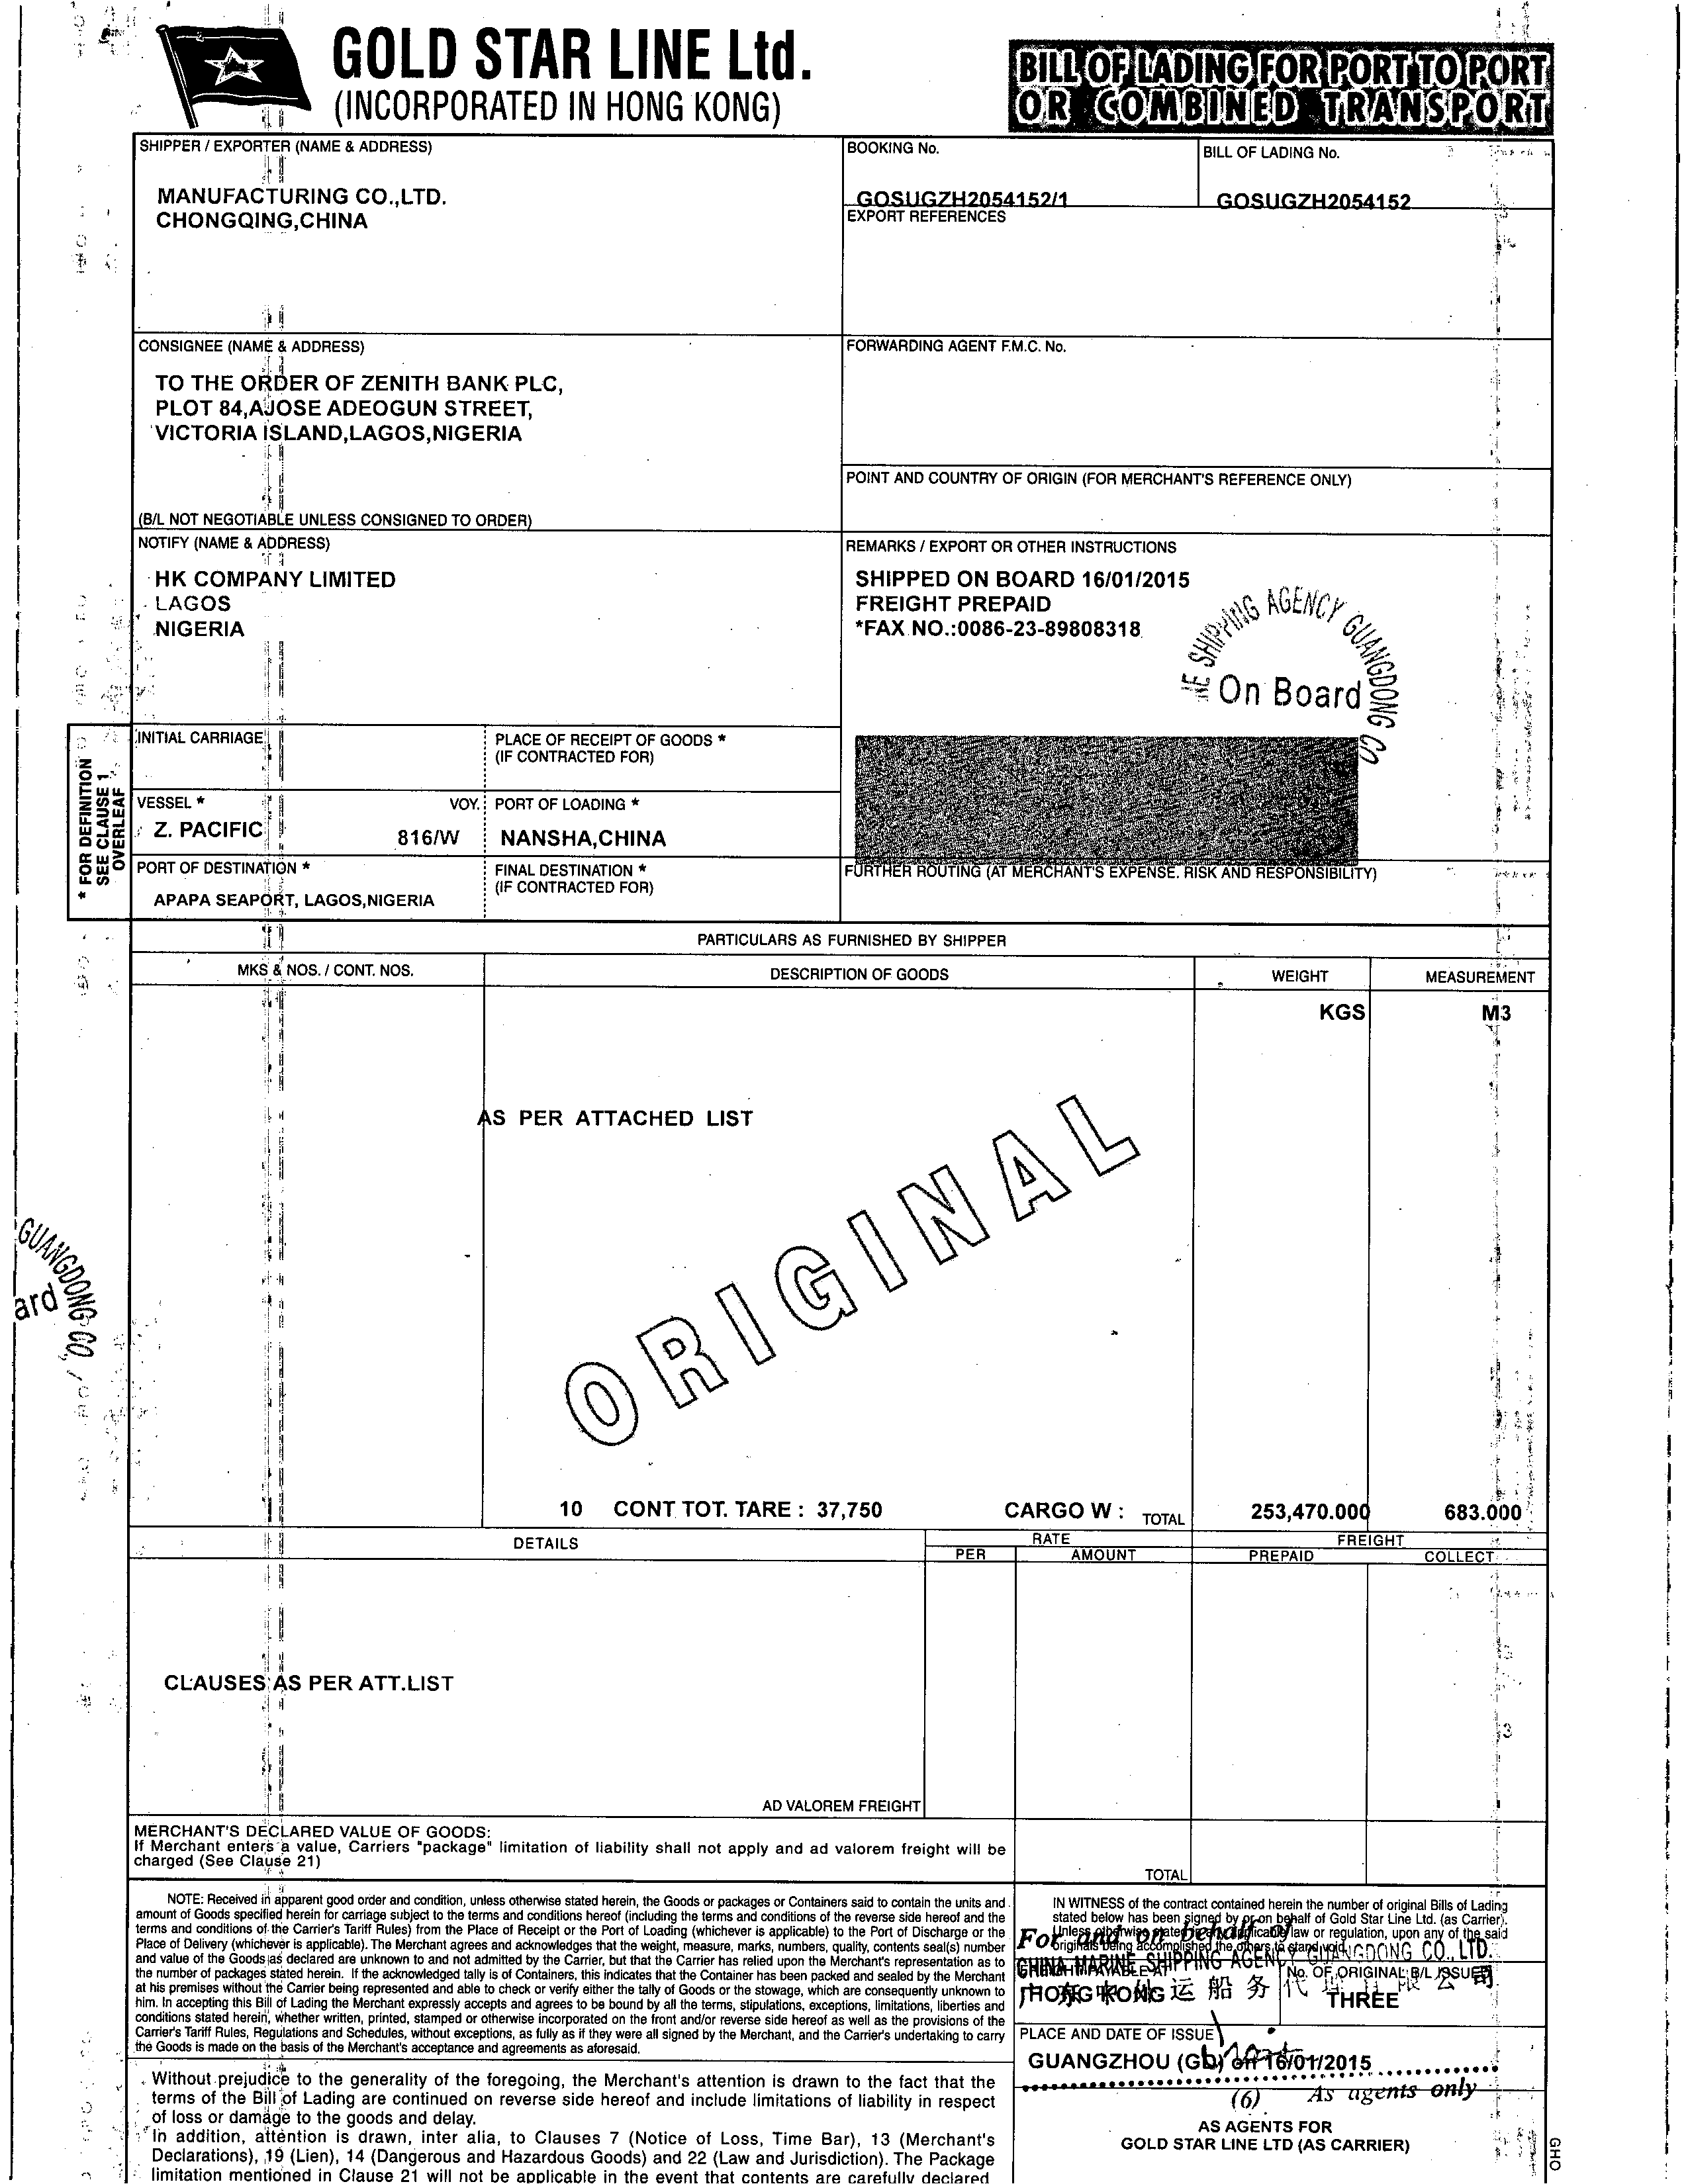 GOLD STAR LINE Ltd.
(INCORPORATED IN HONG KONG)
BILL OF LADING FOR PORT TO PORT
OR COMBINED TRANSPORT
SHIPPER / EXPORTER (NAME & ADDRESS)
MANUFACTURING CO.,LTD.
CHONGQING,CHINA
BOOKING No.
GOSUGZH2054152/1
BILL OF LADING No.
GOSUGZH2054152
EXPORT REFERENCES
CONSIGNEE (NAME & ADDRESS)
TO THE ORDER OF ZENITH BANK PLC,
PLOT 84,AJOSE ADEOGUN STREET,
VICTORIA ISLAND,LAGOS,NIGERIA
(B/L NOT NEGOTIABLE UNLESS CONSIGNED TO ORDER)
FORWARDING AGENT F.M.C. No.
POINT AND COUNTRY OF ORIGIN (FOR MERCHANT'S REFERENCE ONLY)
NOTIFY (NAME & ADDRESS)
HK COMPANY LIMITED
LAGOS
NIGERIA
REMARKS / EXPORT OR OTHER INSTRUCTIONS
SHIPPED ON BOARD 16/01/2015
FREIGHT PREPAID
*FAX NO.:0086-23-89808318
NE SHIPPING AGENCY GUANGDONG CO
On Board
* FOR DEFINITION
SEE CLAUSE 1
OVERLEAF
INITIAL CARRIAGE
PLACE OF RECEIPT OF GOODS *
(IF CONTRACTED FOR)
VESSEL * VOY.
Z. PACIFIC 816/W
PORT OF LOADING *
NANSHA,CHINA
PORT OF DESTINATION *
APAPA SEAPORT, LAGOS,NIGERIA
FINAL DESTINATION *
(IF CONTRACTED FOR)
FURTHER ROUTING (AT MERCHANT'S EXPENSE. RISK AND RESPONSIBILITY)
PARTICULARS AS FURNISHED BY SHIPPER
MKS & NOS. / CONT. NOS. DESCRIPTION OF GOODS WEIGHT MEASUREMENT
KGS M3
AS PER ATTACHED LIST
ORIGINAL
GUANGDONG CO
ard
10 CONT TOT. TARE : 37,750 CARGO W : TOTAL 253,470.000 683.000
DETAILS RATE FREIGHT
PER AMOUNT PREPAID COLLECT
CLAUSES AS PER ATT.LIST
AD VALOREM FREIGHT
MERCHANT'S DECLARED VALUE OF GOODS:
If Merchant enters a value, Carriers "package" limitation of liability shall not apply and ad valorem freight will be
charged (See Clause 21)
TOTAL
NOTE: Received in apparent good order and condition, unless otherwise stated herein, the Goods or packages or Containers said to contain the units and
amount of Goods specified herein for carriage subject to the terms and conditions hereof (including the terms and conditions of the reverse side hereof and the
terms and conditions of the Carrier's Tariff Rules) from the Place of Receipt or the Port of Loading (whichever is applicable) to the Port of Discharge or the
Place of Delivery (whichever is applicable). The Merchant agrees and acknowledges that the weight, measure, marks, numbers, quality, contents seal(s) number
and value of the Goods as declared are unknown to and not admitted by the Carrier, but that the Carrier has relied upon the Merchant's representation as to
the number of packages stated herein. If the acknowledged tally is of Containers, this indicates that the Container has been packed and sealed by the Merchant
at his premises without the Carrier being represented and able to check or verify either the tally of Goods or the stowage, which are consequently unknown to
him. In accepting this Bill of Lading the Merchant expressly accepts and agrees to be bound by all the terms, stipulations, exceptions, limitations, liberties and
conditions stated herein, whether written, printed, stamped or otherwise incorporated on the front and/or reverse side hereof as well as the provisions of the
Carrier's Tariff Rules, Regulations and Schedules, without exceptions, as fully as if they were all signed by the Merchant, and the Carrier's undertaking to carry
the Goods is made on the basis of the Merchant's acceptance and agreements as aforesaid.
Without prejudice to the generality of the foregoing, the Merchant's attention is drawn to the fact that the
terms of the Bill of Lading are continued on reverse side hereof and include limitations of liability in respect
of loss or damage to the goods and delay.
In addition, attention is drawn, inter alia, to Clauses 7 (Notice of Loss, Time Bar), 13 (Merchant's
Declarations), 19 (Lien), 14 (Dangerous and Hazardous Goods) and 22 (Law and Jurisdiction). The Package
limitation mentioned in Clause 21 will not be applicable in the event that contents are carefully declared
IN WITNESS of the contract contained herein the number of original Bills of Lading
stated below has been signed by or on behalf of Gold Star Line Ltd. (as Carrier).
Unless otherwise stated by applicable law or regulation, upon any of the said
originals being accomplished the others to stand void.
For and on behalf of
CHINA MARINE SHIPPING AGENCY GUANGDONG CO., LTD.
FREIGHT PAYABLE AT
HONG KONG
No. OF ORIGINAL B/L ISSUED
THREE
运船务代理有限公司
PLACE AND DATE OF ISSUE
GUANGZHOU (Gb) on 16/01/2015
(6) As agents only
AS AGENTS FOR
GOLD STAR LINE LTD (AS CARRIER)
GHO